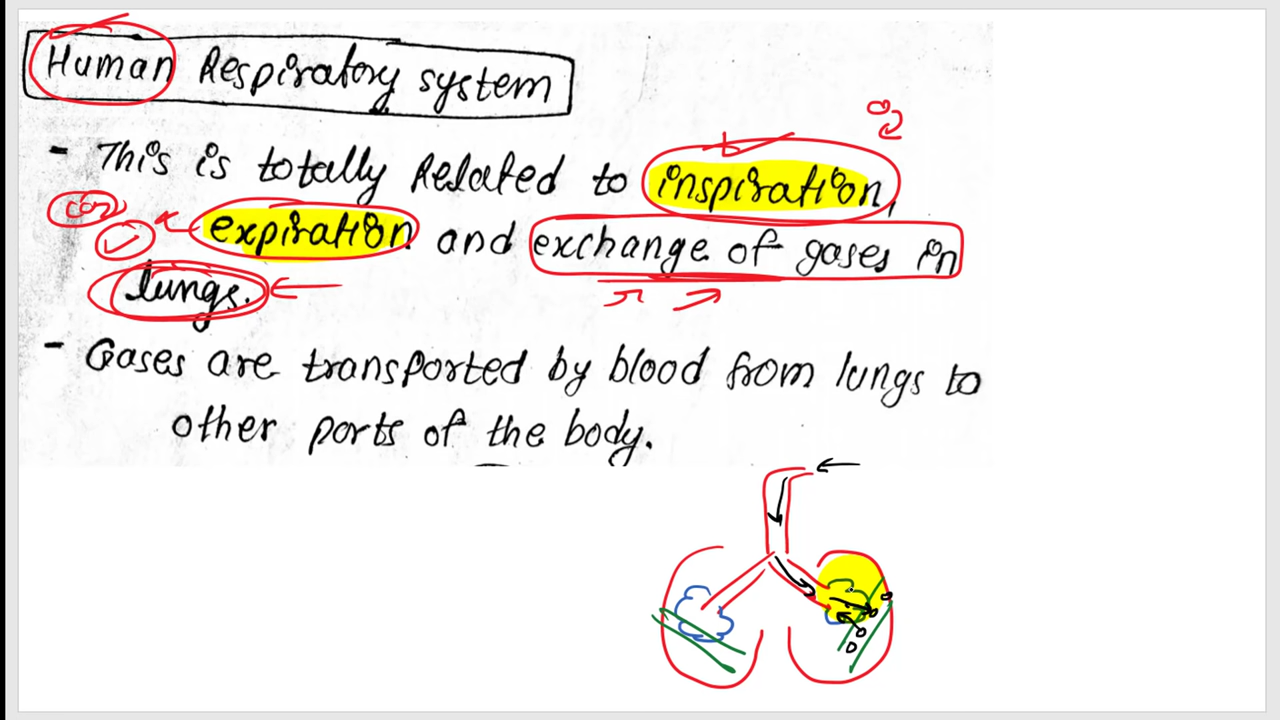 Human Respiratory system
- This is totally Related to inspiration,
expiration and exchange of gases in
lungs.
- Gases are transported by blood from lungs to
other ports of the body.